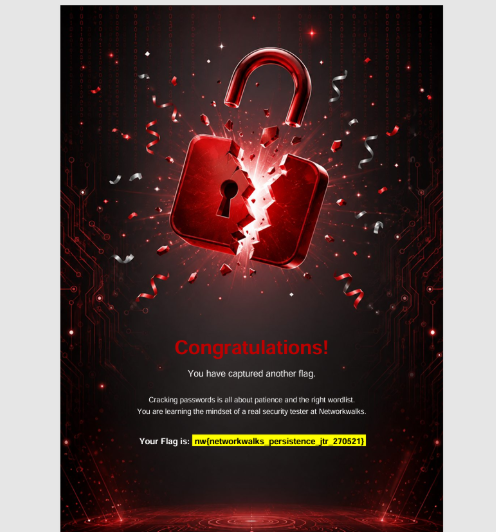 Congratulations!
You have captured another flag.
Cracking passwords is all about patience and the right wordlist.
You are learning the mindset of a real security tester at Networkwalks.
Your Flag is: nw{networkwalks_persistence_jtr_270521}